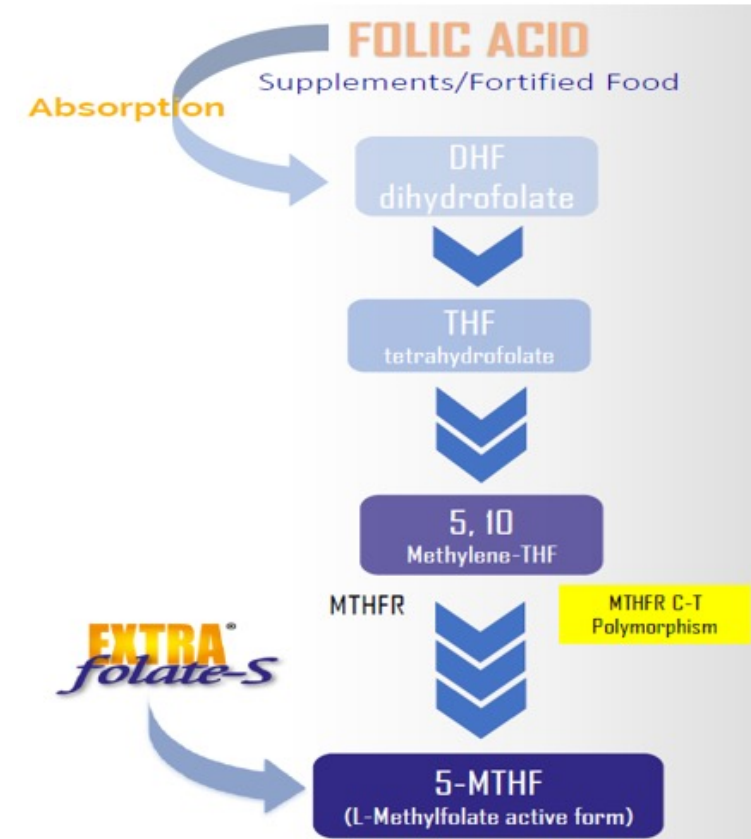 FOLIC ACID
Supplements/Fortified Food
Absorption
DHF
dihydrofolate
THF
tetrahydrofolate
5, 10
Methylene-THF
MTHFR
MTHFR C-T
Polymorphism
EXTRA®
folate-S
5-MTHF
(L-Methylfolate active form)